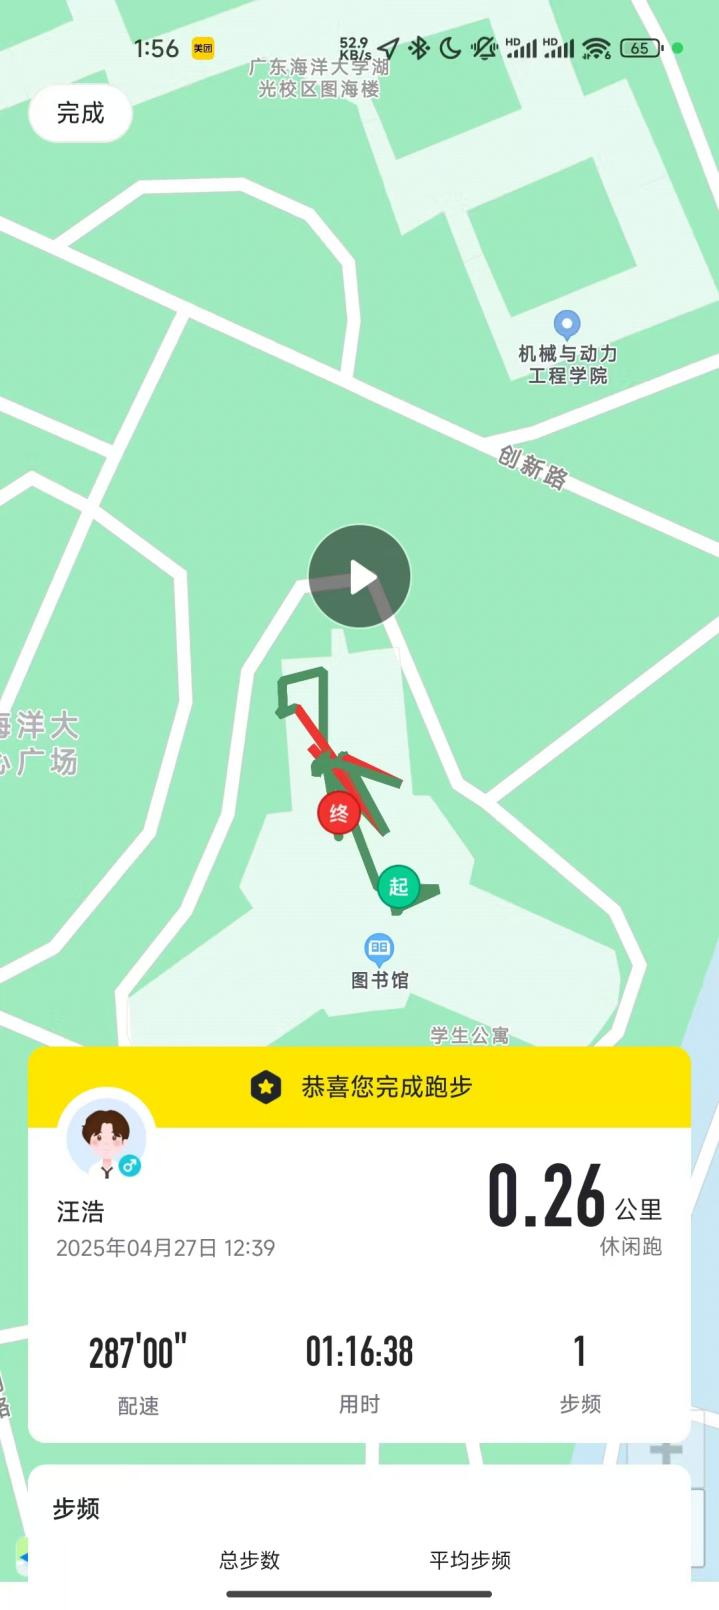 1:56
美团
52.9
KB/s
HD
HD
6
65
广东海洋大学湖
光校区图海楼
完成
机械与动力
工程学院
创新路
海洋大
心广场
终
起
图书馆
学生公寓
恭喜您完成跑步
汪浩
0.26 公里
2025年04月27日 12:39
休闲跑
287'00"
01:16:38
1
配速
用时
步频
路
步频
总步数
平均步频